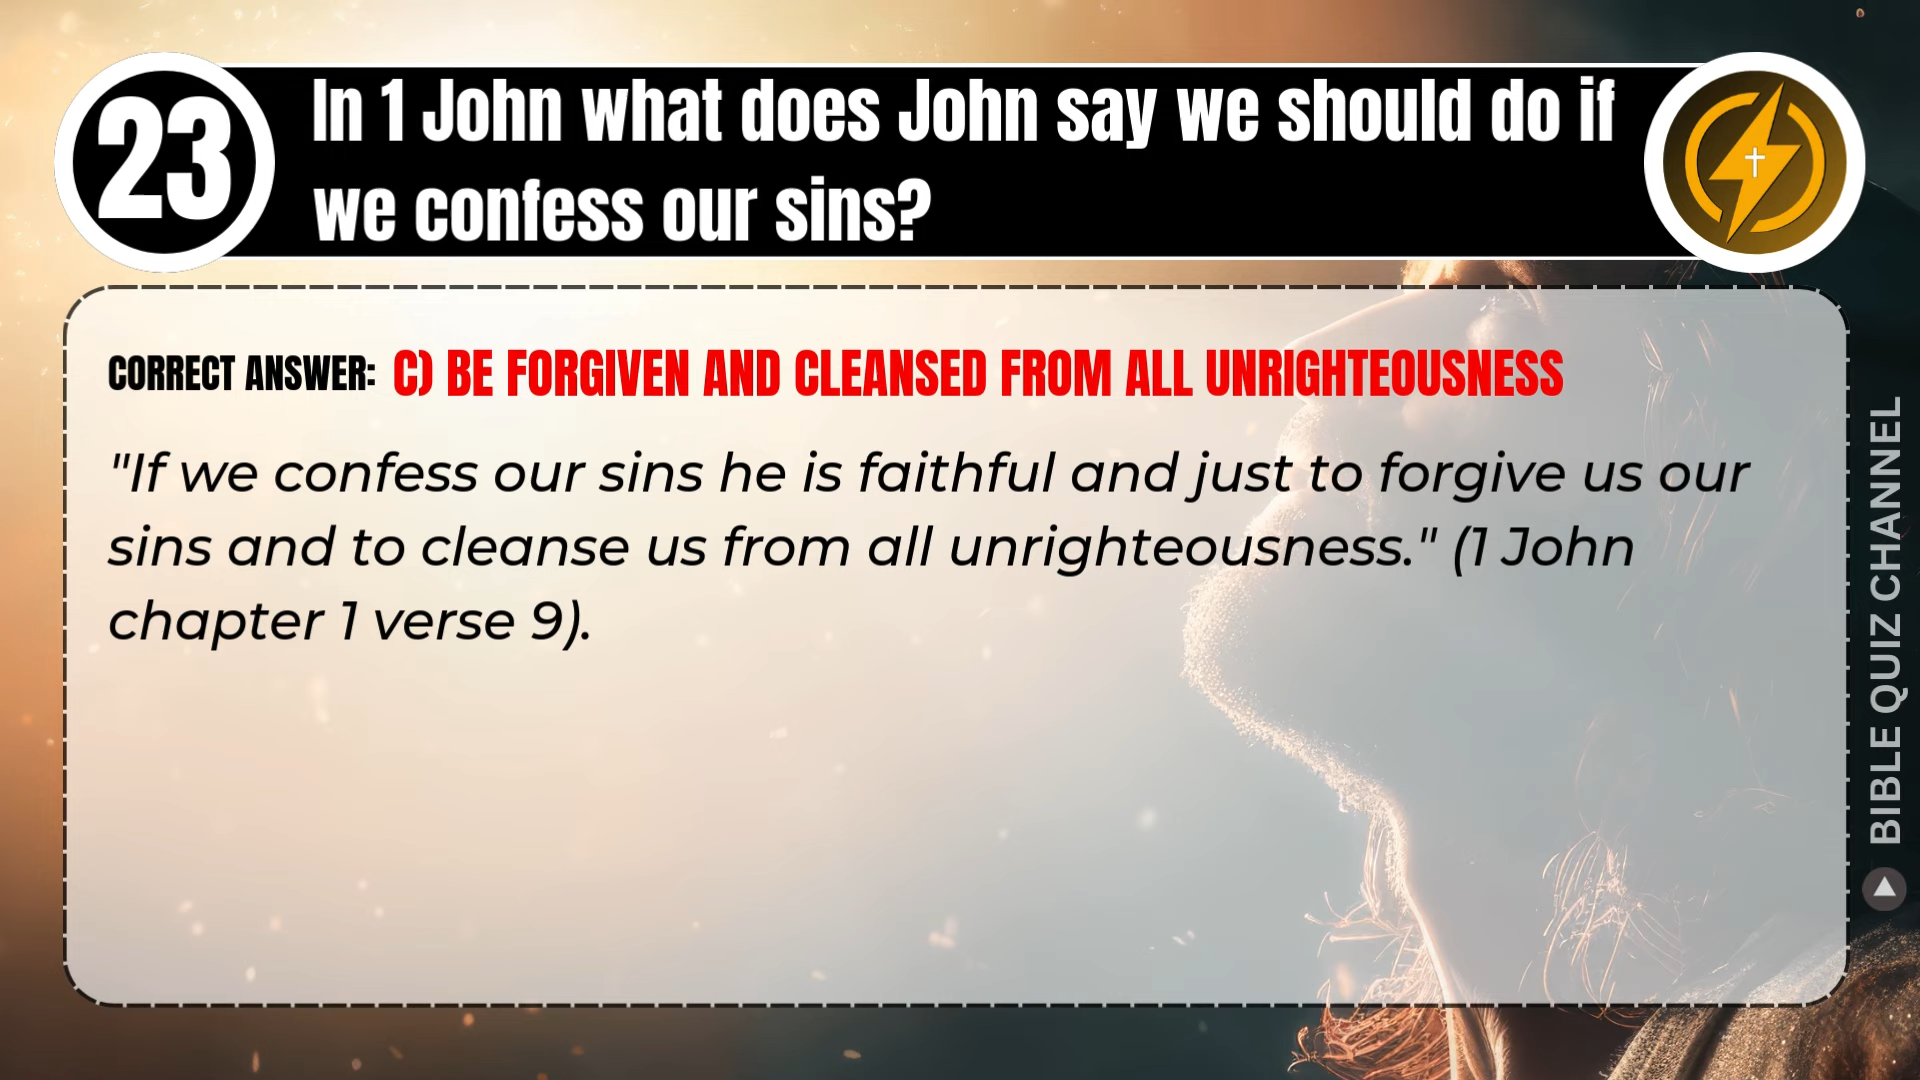 23
In 1 John what does John say we should do if
we confess our sins?
CORRECT ANSWER: C) BE FORGIVEN AND CLEANSED FROM ALL UNRIGHTEOUSNESS
"If we confess our sins he is faithful and just to forgive us our
sins and to cleanse us from all unrighteousness." (1 John
chapter 1 verse 9).
BIBLE QUIZ CHANNEL